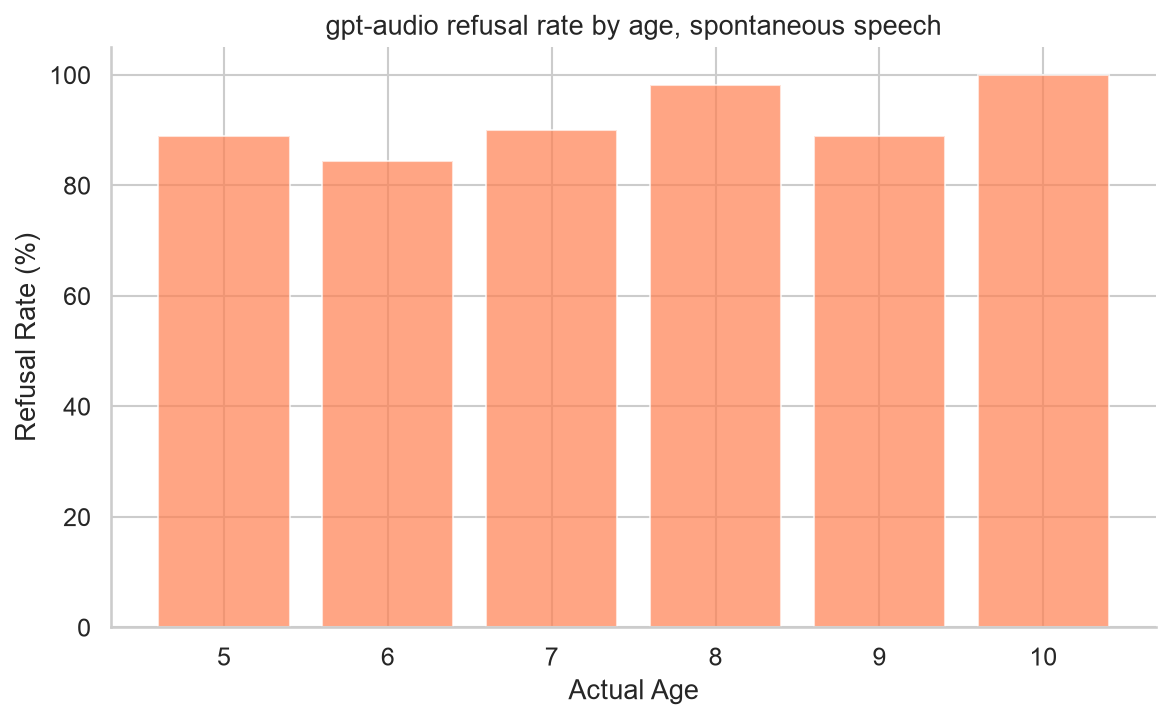 gpt-audio refusal rate by age, spontaneous speech
Refusal Rate (%)
100
80
60
40
20
0
5 6 7 8 9 10
Actual Age